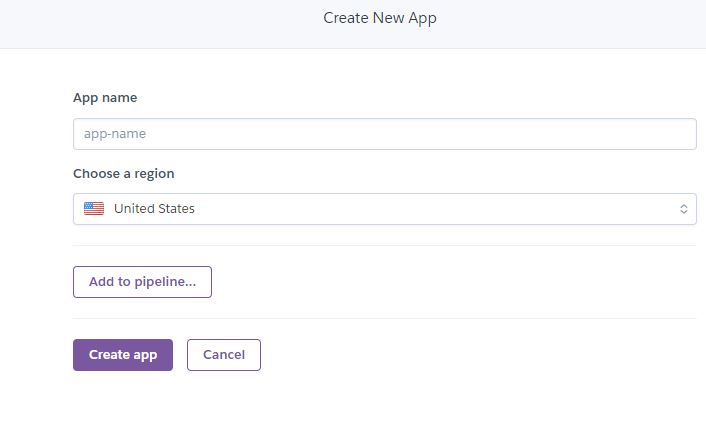 Create New App
App name
app-name
Choose a region
United States
Add to pipeline...
Create app
Cancel